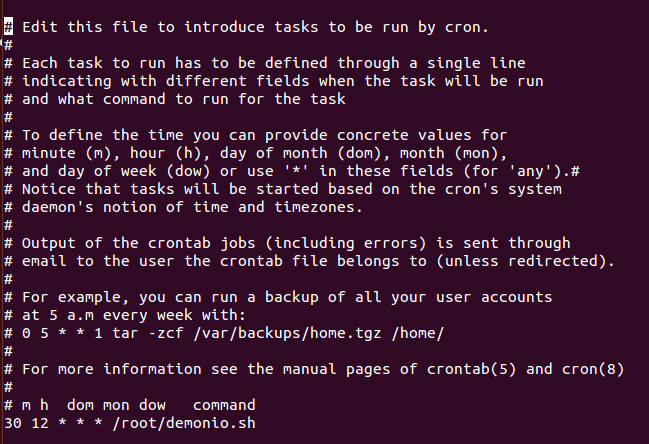 # Edit this file to introduce tasks to be run by cron.
#
# Each task to run has to be defined through a single line
# indicating with different fields when the task will be run
# and what command to run for the task
#
# To define the time you can provide concrete values for
# minute (m), hour (h), day of month (dom), month (mon),
# and day of week (dow) or use '*' in these fields (for 'any').#
# Notice that tasks will be started based on the cron's system
# daemon's notion of time and timezones.
#
# Output of the crontab jobs (including errors) is sent through
# email to the user the crontab file belongs to (unless redirected).
#
# For example, you can run a backup of all your user accounts
# at 5 a.m every week with:
# 0 5 * * 1 tar -zcf /var/backups/home.tgz /home/
#
# For more information see the manual pages of crontab(5) and cron(8)
#
# m h  dom mon dow   command
30 12 * * * /root/demonio.sh